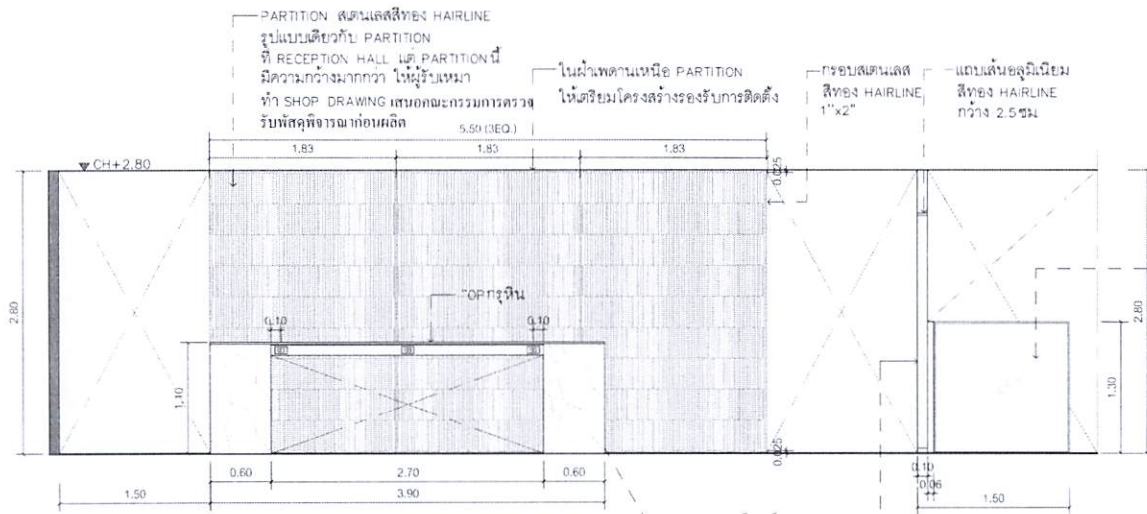 PARTITION สแตนเลสสีทอง HAIRLINE
รูปแบบเดียวกับ PARTITION
ที่ RECEPTION HALL แต่ PARTITION นี้
มีความกว้างมากกว่า ให้ผู้รับเหมา
ทำ SHOP DRAWING เสนอคณะกรรมการตรวจ
รับพัสดุพิจารณาก่อนผลิต
ในฝ้าเพดานเหนือ PARTITION
ให้เตรียมโครงสร้างรองรับการติดตั้ง
กรอบสแตนเลส
สีทอง HAIRLINE
1"x2"
แถบเส้นอลูมิเนียม
สีทอง HAIRLINE
กว้าง 2.5ซม
5.50 (3EQ.)
1.83
1.83
1.83
CH+2.80
0.025
2.80
TOPกรุหิน
0.10
0.10
1.10
2.80
1.30
0.025
0.60
2.70
0.60
0.10
0.06
1.50
3.90
1.50